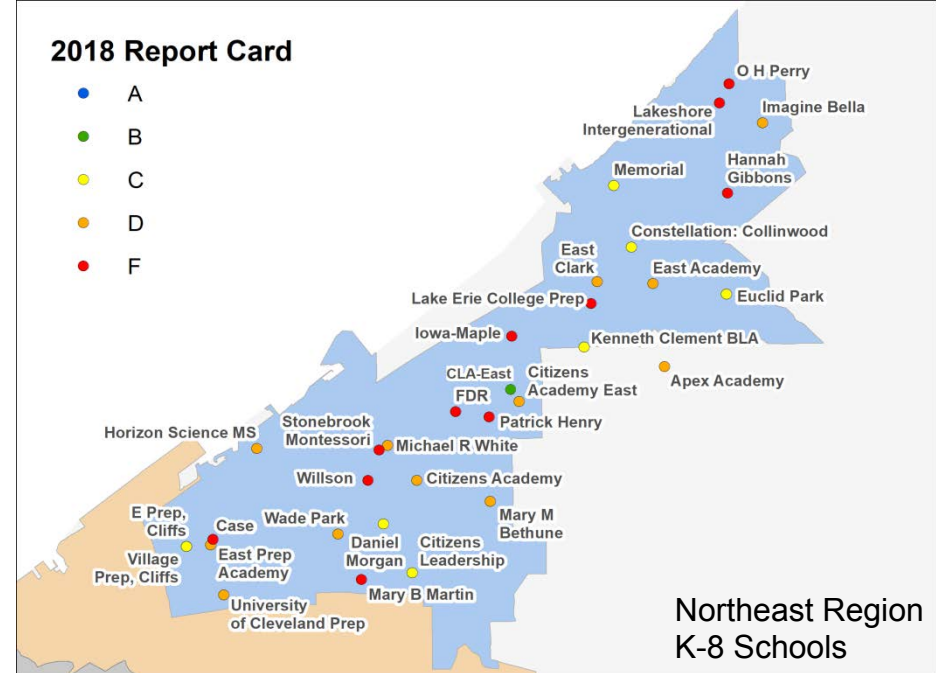 2018 Report Card
A
B
C
D
F
O H Perry
Lakeshore
Intergenerational
Imagine Bella
Memorial
Hannah
Gibbons
Constellation: Collinwood
East
Clark
East Academy
Lake Erie College Prep
Euclid Park
Iowa-Maple
Kenneth Clement BLA
CLA-East
Citizens
Academy East
Apex Academy
FDR
Patrick Henry
Stonebrook
Montessori
Horizon Science MS
Michael R White
Willson
Citizens Academy
E Prep,
Cliffs
Case
Wade Park
Mary M
Bethune
Village
Prep, Cliffs
East Prep
Academy
Daniel
Morgan
Citizens
Leadership
Mary B Martin
University
of Cleveland Prep
Northeast Region
K-8 Schools